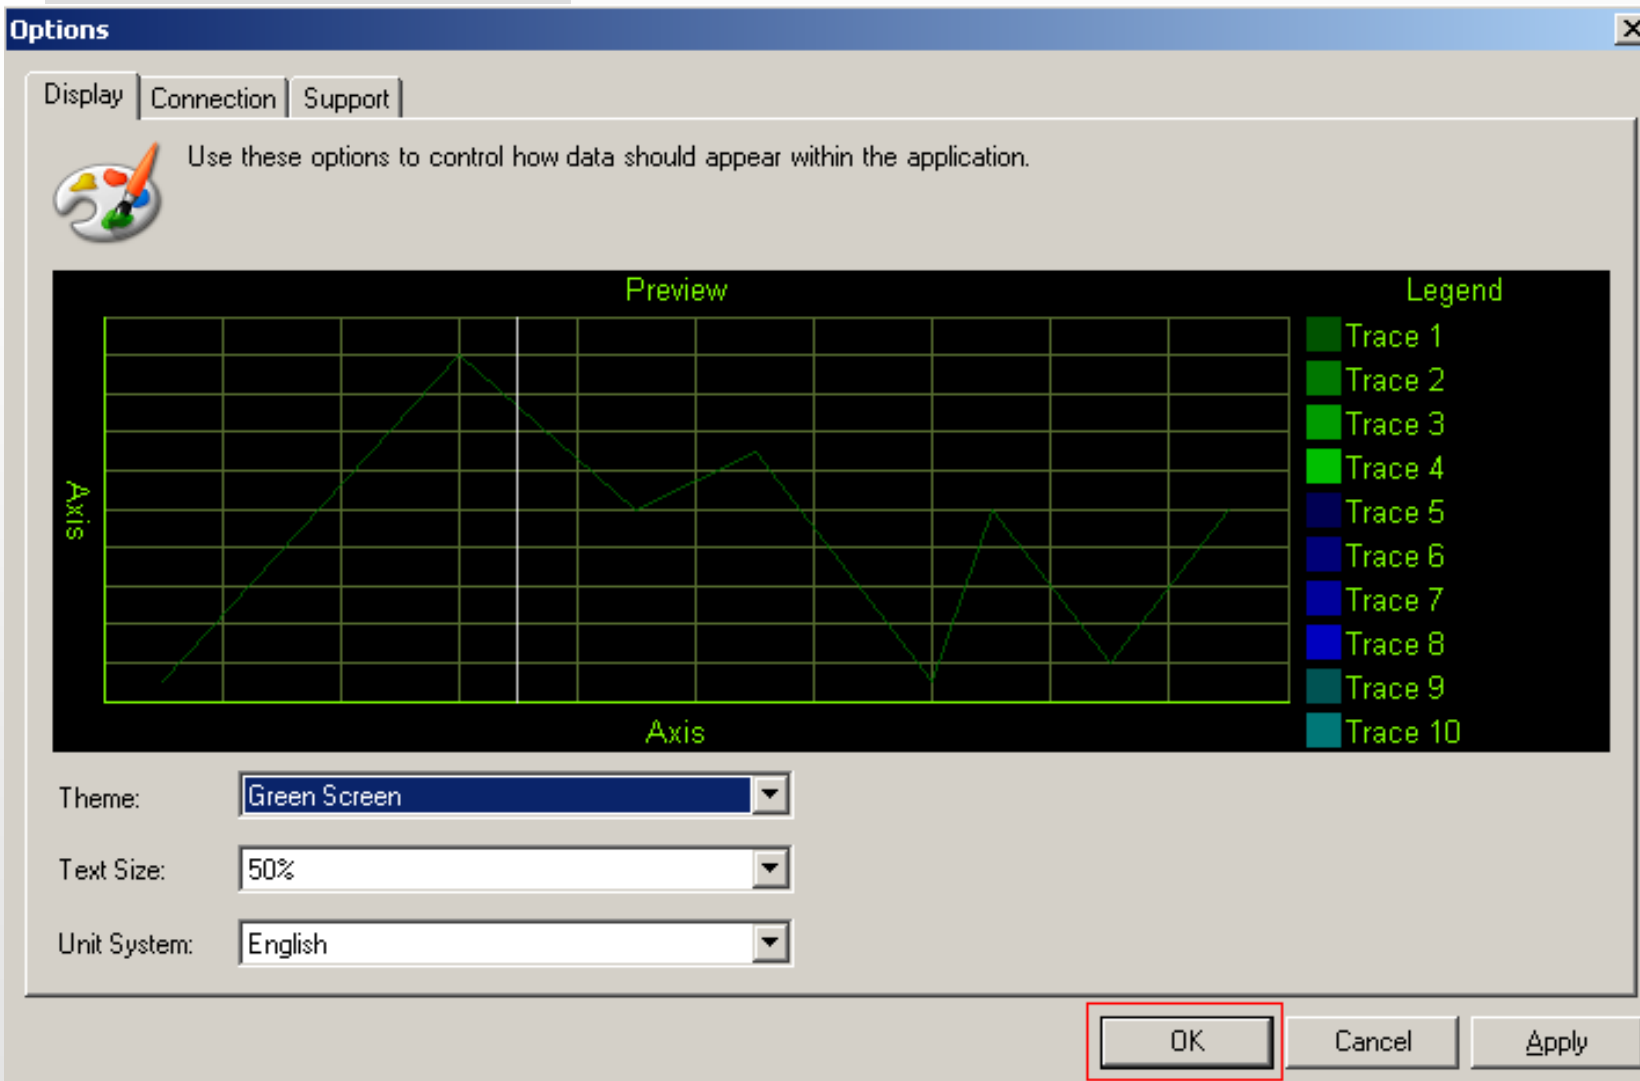 Options
Display
Connection
Support
Use these options to control how data should appear within the application.
Preview
Legend
Axis
Trace 1
Trace 2
Trace 3
Trace 4
Trace 5
Trace 6
Trace 7
Trace 8
Trace 9
Trace 10
Axis
Theme:
Green Screen
Text Size:
50%
Unit System:
English
OK
Cancel
Apply